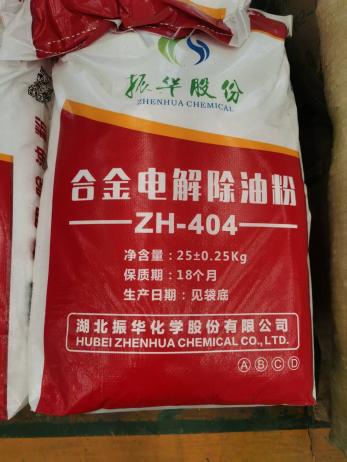 振华股份
ZHENHUA CHEMICAL
合金电解除油粉
ZH-404
净含量：25±0.25Kg
保质期：18个月
生产日期：见袋底
湖北振华化学股份有限公司
HUBEI ZHENHUA CHEMICAL CO.,LTD.
Ⓐ Ⓑ Ⓒ Ⓓ